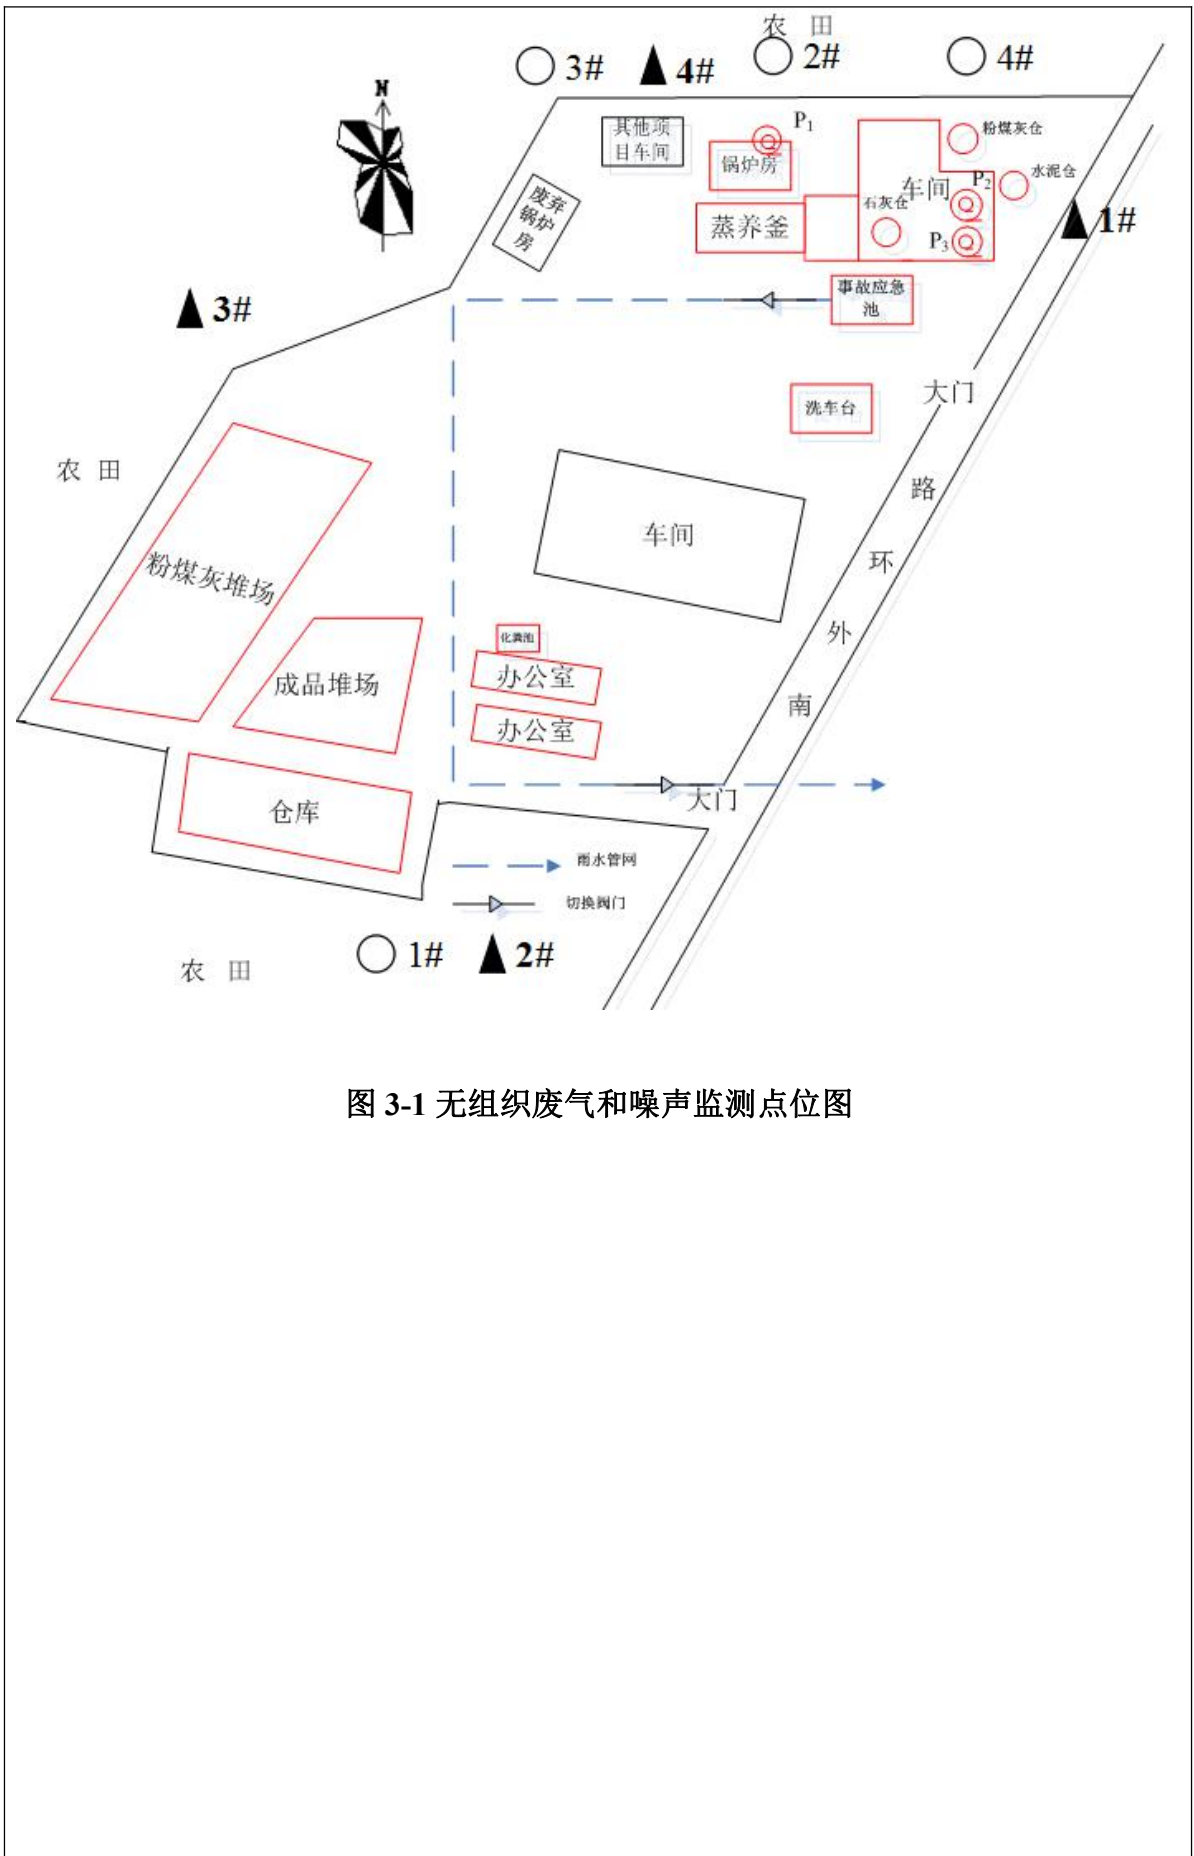 农 田
3#
4#
2#
4#
N
其他项
目车间
P1
锅炉房
粉煤灰仓
水泥仓
车间
P2
石灰仓
P3
1#
废弃
锅炉
房
蒸养釜
事故应急
池
3#
大门
洗车台
农 田
路
车间
环
粉煤灰堆场
外
化粪池
办公室
成品堆场
南
办公室
大门
仓库
雨水管网
切换阀门
1#
2#
农 田
图 3-1 无组织废气和噪声监测点位图